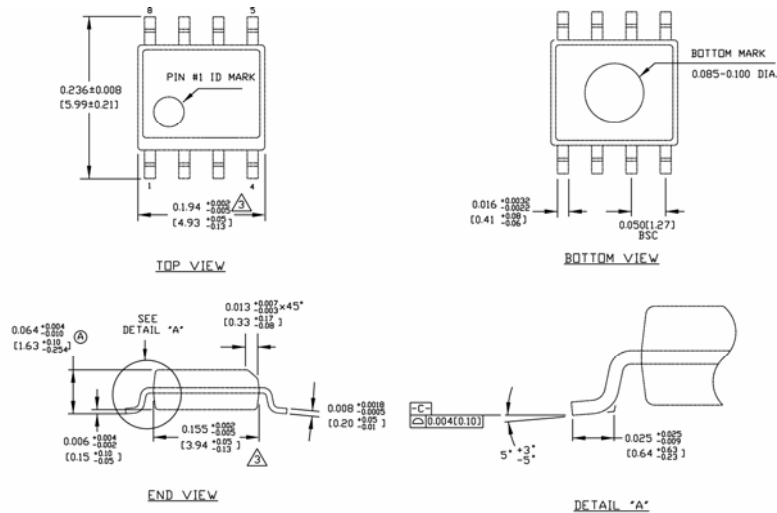 8 5
PIN #1 ID MARK
0.236±0.008
[5.99±0.21]
1 4
0.1.94 +0.002 -0.005
[4.93 +0.05 -0.13]
3
TOP VIEW
BOTTOM MARK
0.085-0.100 DIA.
0.016 +0.0032 -0.0022
[0.41 +0.08 -0.06]
0.050[1.27]
BSC
BOTTOM VIEW
SEE
DETAIL "A"
0.013 +0.007 -0.003 ×45°
[0.33 +0.17 -0.08]
0.064 +0.004 -0.010
[1.63 +0.10 -0.254]
A
0.008 +0.0018 -0.0005
[0.20 +0.05 -0.01]
0.155 +0.002 -0.005
[3.94 +0.05 -0.13]
3
0.006 +0.004 -0.002
[0.15 +0.10 -0.05]
END VIEW
-C-
0.004[0.10]
5° +3° -5°
0.025 +0.025 -0.009
[0.64 +0.63 -0.23]
DETAIL "A"